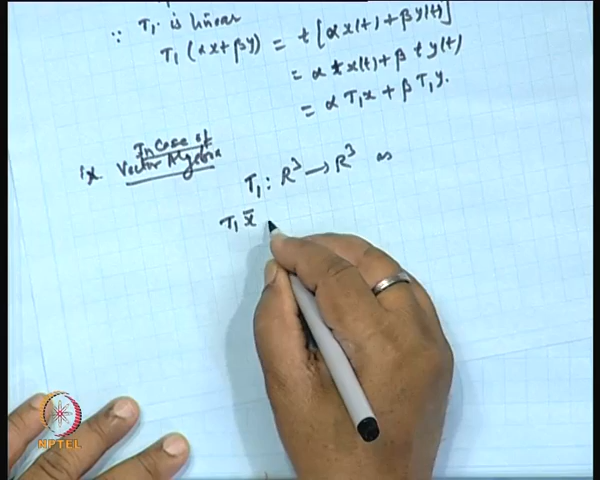 ∵ T₁ is linear
T₁ (αx+βy) = t [αx(t) + βy(t)]
= α t x(t) + β t y(t)
= α T₁x + β T₁y.
In Case of
ix Vector Algebra
T₁ : R³ → R³ as
T₁ x̄
NPTEL